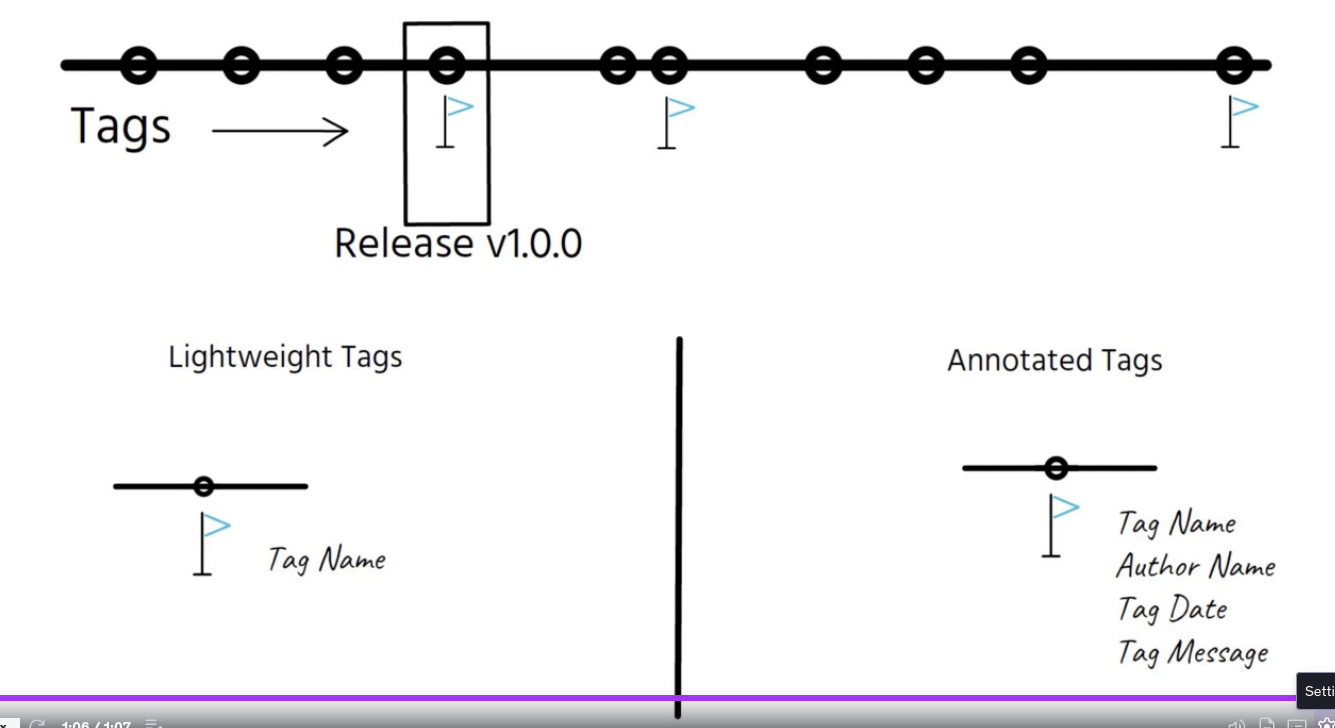 Tags
Release v1.0.0
Lightweight Tags
Annotated Tags
Tag Name
Tag Name
Author Name
Tag Date
Tag Message
Setti
1:06 / 1:07